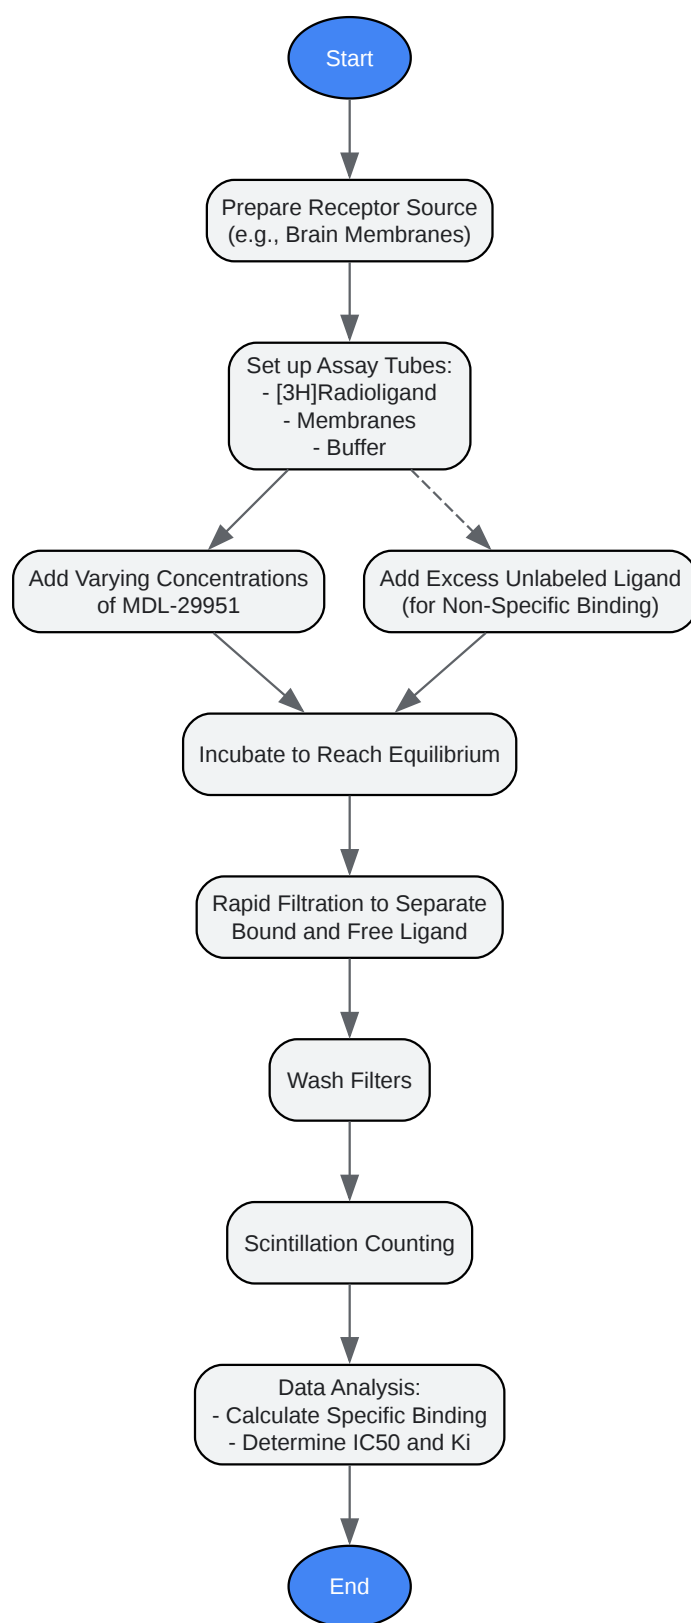 Start
Prepare Receptor Source
(e.g., Brain Membranes)
Set up Assay Tubes:
- [3H]Radioligand
- Membranes
- Buffer
Add Varying Concentrations
of MDL-29951
Add Excess Unlabeled Ligand
(for Non-Specific Binding)
Incubate to Reach Equilibrium
Rapid Filtration to Separate
Bound and Free Ligand
Wash Filters
Scintillation Counting
Data Analysis:
- Calculate Specific Binding
- Determine IC50 and Ki
End